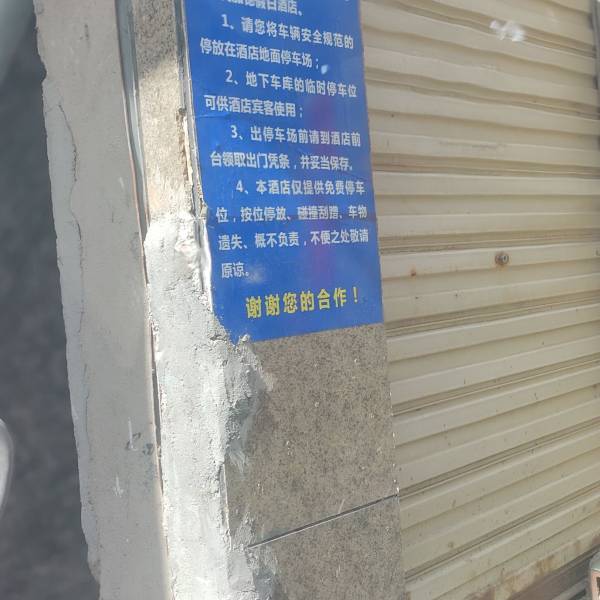 假日酒店。
1、请您将车辆安全规范的
停放在酒店地面停车场；
2、地下车库的临时停车位
可供酒店宾客使用；
3、出停车场前请到酒店前
台领取出门凭条，并妥当保存。
4、本酒店仅提供免费停车
位，按位停放、碰撞刮蹭、车物
遗失、概不负责，不便之处敬请
原谅。
谢谢您的合作！